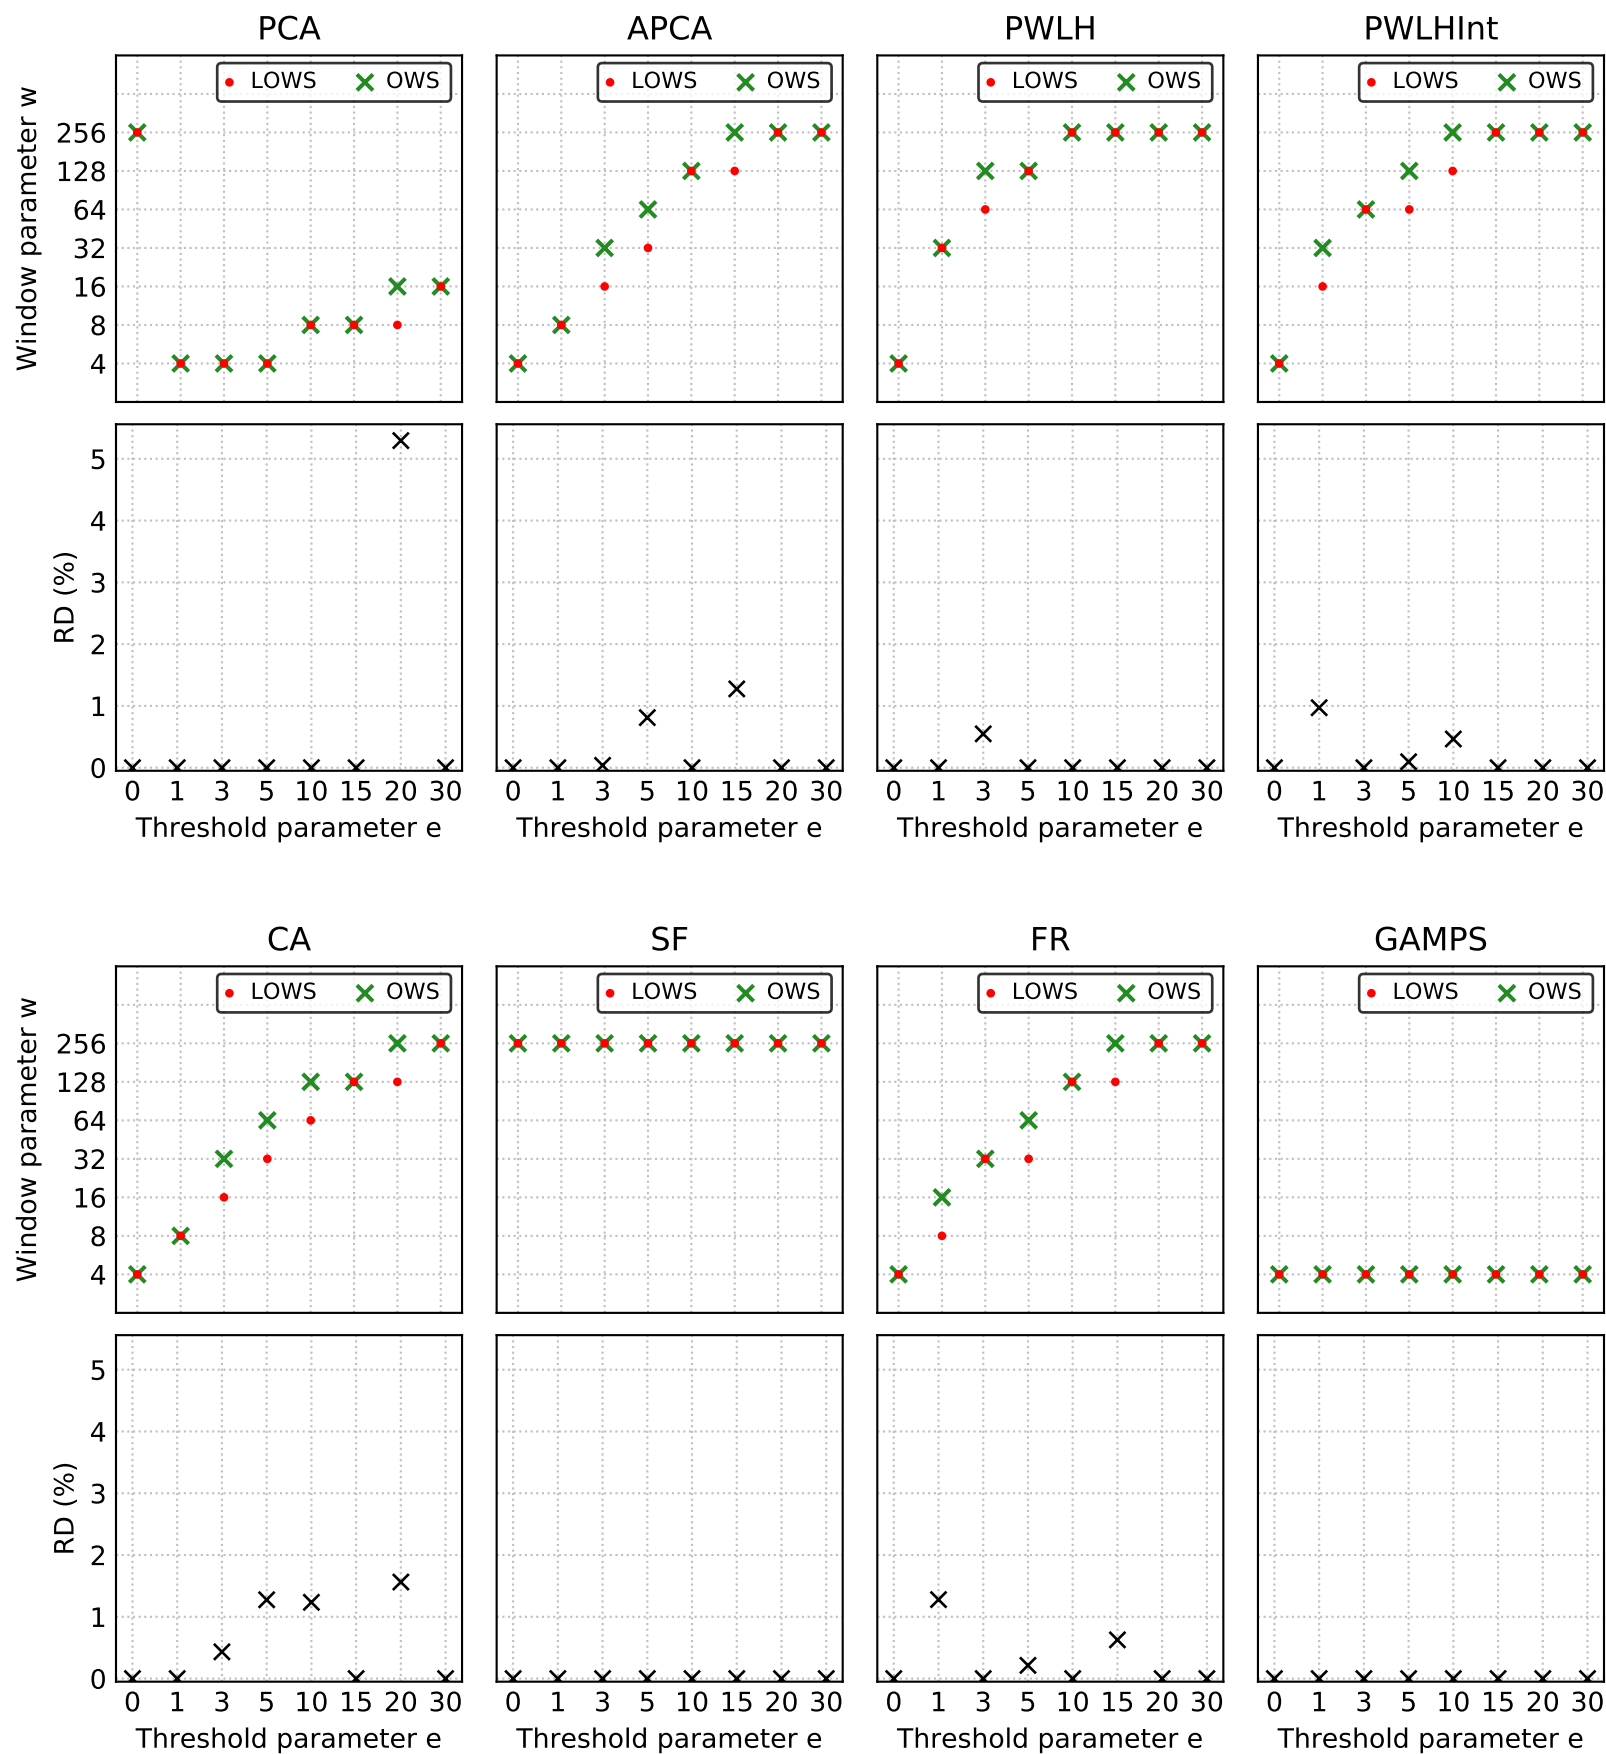 PCA APCA PWLH PWLHInt
LOWS OWS LOWS OWS LOWS OWS LOWS OWS
Window parameter w
256
128
64
32
16
8
4
RD (%)
5
4
3
2
1
0
0 1 3 5 10 15 20 30 0 1 3 5 10 15 20 30 0 1 3 5 10 15 20 30 0 1 3 5 10 15 20 30
Threshold parameter e Threshold parameter e Threshold parameter e Threshold parameter e
CA SF FR GAMPS
LOWS OWS LOWS OWS LOWS OWS LOWS OWS
Window parameter w
256
128
64
32
16
8
4
RD (%)
5
4
3
2
1
0
0 1 3 5 10 15 20 30 0 1 3 5 10 15 20 30 0 1 3 5 10 15 20 30 0 1 3 5 10 15 20 30
Threshold parameter e Threshold parameter e Threshold parameter e Threshold parameter e